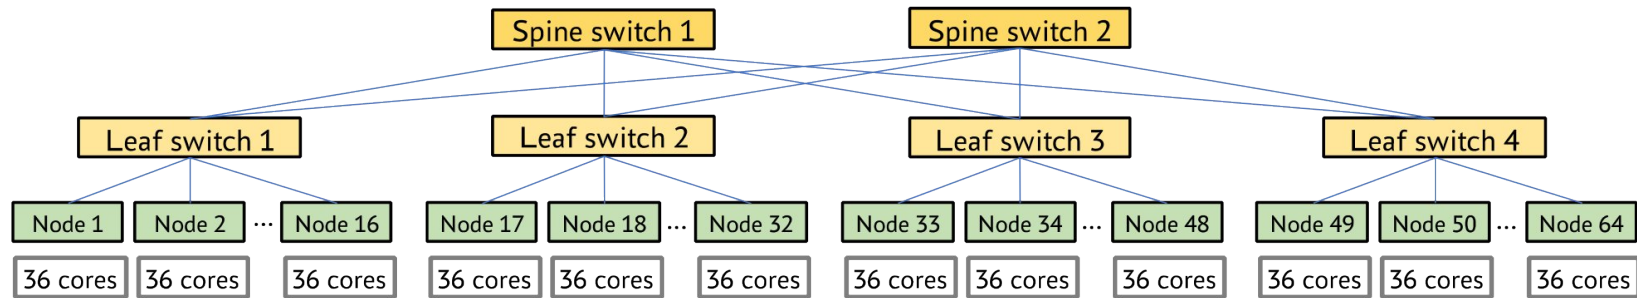 Spine switch 1
Spine switch 2
Leaf switch 1
Leaf switch 2
Leaf switch 3
Leaf switch 4
Node 1
Node 2
...
Node 16
Node 17
Node 18
...
Node 32
Node 33
Node 34
...
Node 48
Node 49
Node 50
...
Node 64
36 cores
36 cores
36 cores
36 cores
36 cores
36 cores
36 cores
36 cores
36 cores
36 cores
36 cores
36 cores